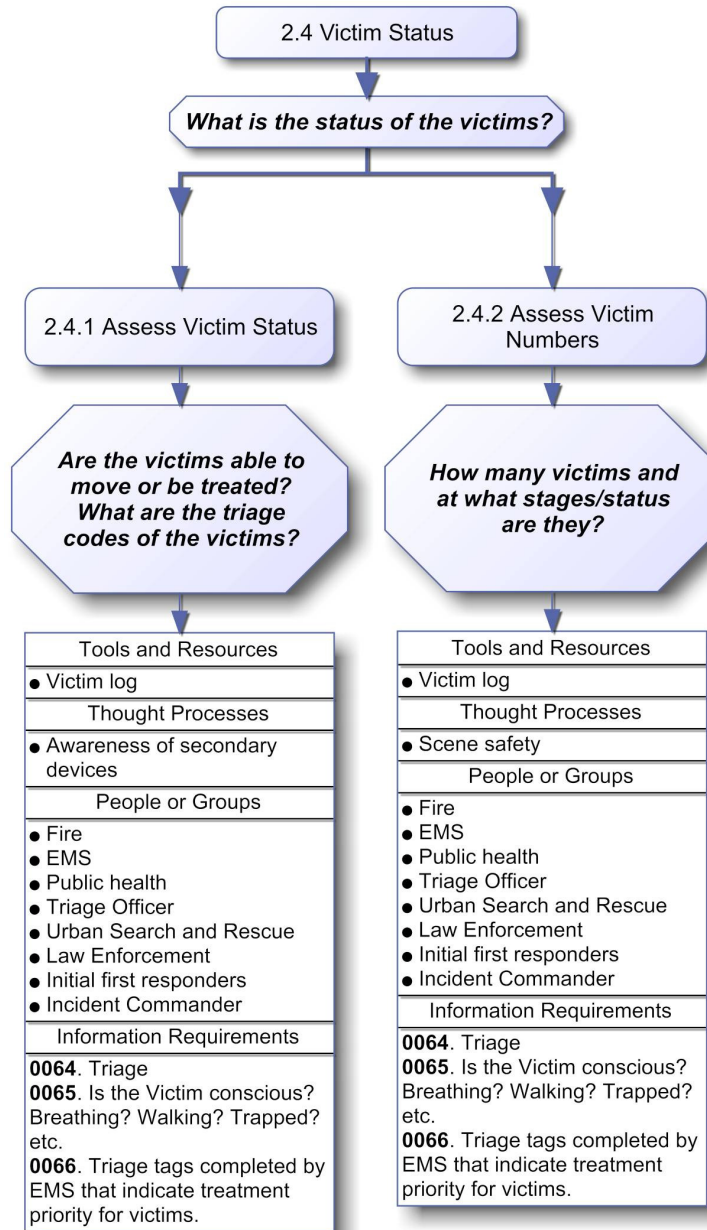 2.4 Victim Status
What is the status of the victims?
2.4.1 Assess Victim Status
Are the victims able to
move or be treated?
What are the triage
codes of the victims?
Tools and Resources
● Victim log
Thought Processes
● Awareness of secondary
devices
People or Groups
● Fire
● EMS
● Public health
● Triage Officer
● Urban Search and Rescue
● Law Enforcement
● Initial first responders
● Incident Commander
Information Requirements
0064. Triage
0065. Is the Victim conscious?
Breathing? Walking? Trapped?
etc.
0066. Triage tags completed by
EMS that indicate treatment
priority for victims.
2.4.2 Assess Victim
Numbers
How many victims and
at what stages/status
are they?
Tools and Resources
● Victim log
Thought Processes
● Scene safety
People or Groups
● Fire
● EMS
● Public health
● Triage Officer
● Urban Search and Rescue
● Law Enforcement
● Initial first responders
● Incident Commander
Information Requirements
0064. Triage
0065. Is the Victim conscious?
Breathing? Walking? Trapped?
etc.
0066. Triage tags completed by
EMS that indicate treatment
priority for victims.